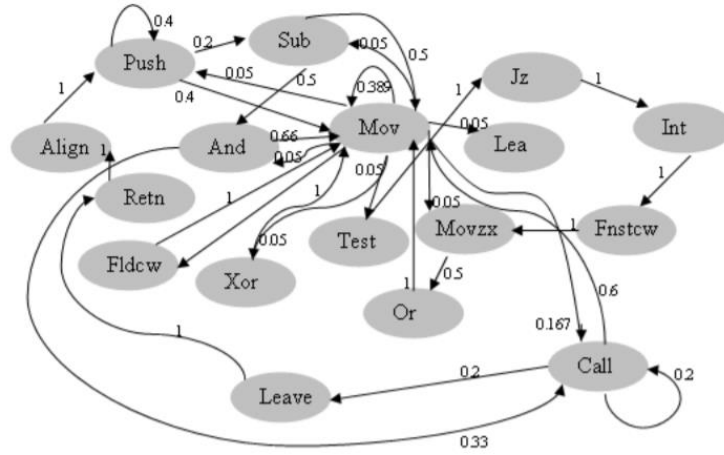 0.4
0.2
Sub
Push
0.05
0.5
0.05
0.389
Jz
1
1
0.5
1
0.4
Mov
0.05
Int
Align
And
0.66
0.05
Lea
1
0.05
1
Retn
1
1
0.05
Movzx
1
Fnstcw
Fldcw
0.05
Test
Xor
0.5
0.6
1
Or
0.167
1
Call
0.2
0.2
Leave
0.33